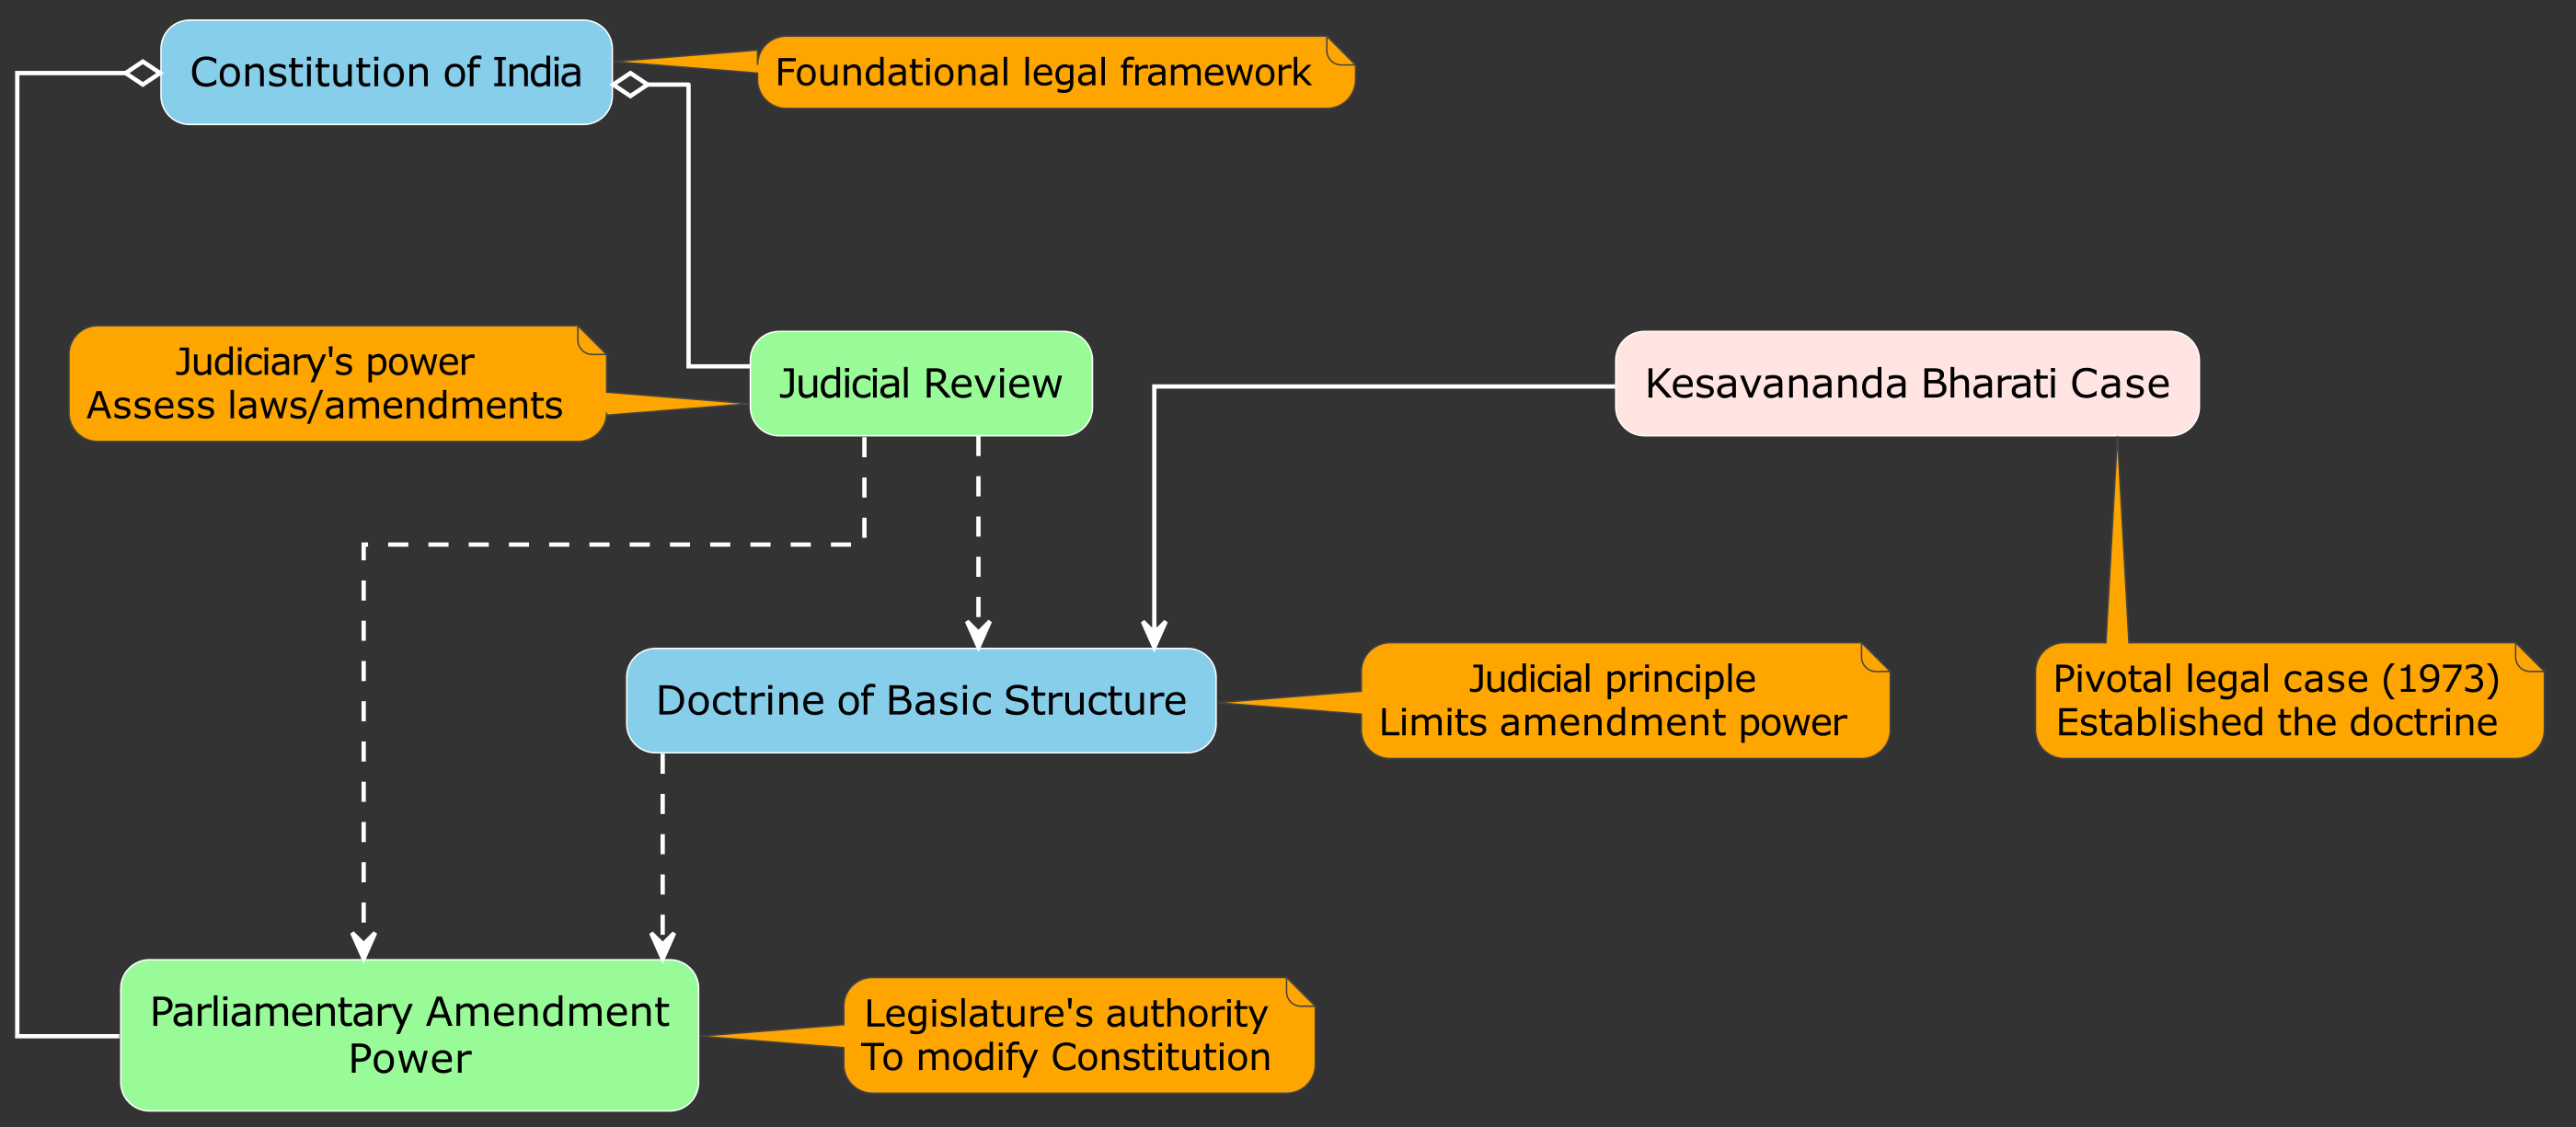 Constitution of India
Foundational legal framework
Judiciary's power
Assess laws/amendments
Judicial Review
Kesavananda Bharati Case
Doctrine of Basic Structure
Judicial principle
Limits amendment power
Pivotal legal case (1973)
Established the doctrine
Parliamentary Amendment
Power
Legislature's authority
To modify Constitution